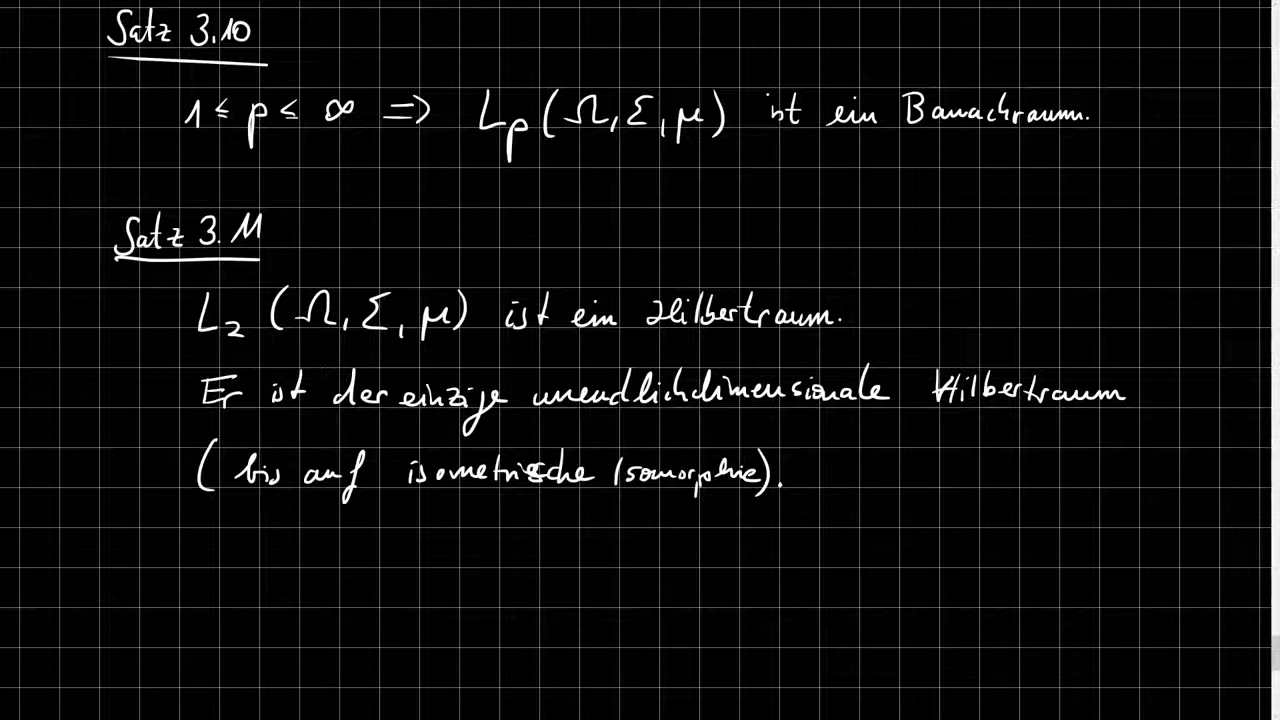 Satz 3.10
1 ≤ p ≤ ∞ => Lp(Ω, Σ, μ) ist ein Banachraum.
Satz 3.11
L₂ (Ω, Σ, μ) ist ein Hilbertraum.
Er ist der einzige unendlichdimensionale Hilbertraum
(bis auf isometrische Isomorphie).